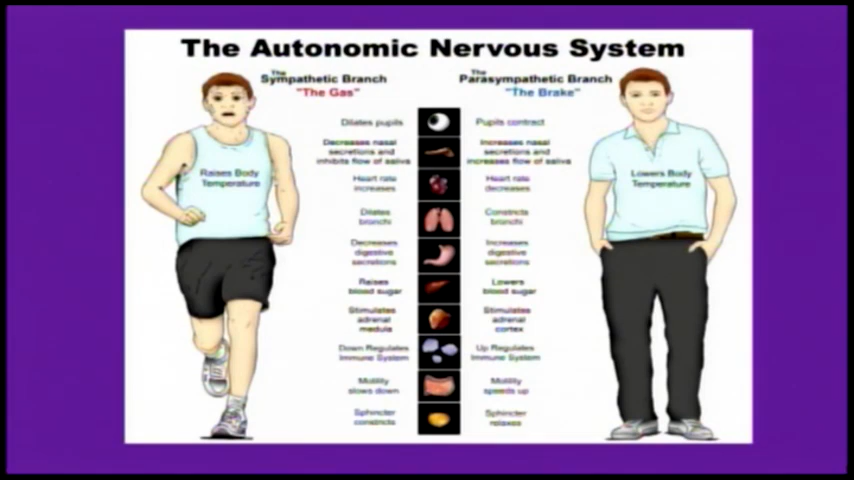 The Autonomic Nervous System
The
Sympathetic Branch
"The Gas"
The
Parasympathetic Branch
"The Brake"
Raises Body
Temperature
Lowers Body
Temperature
Dilates pupils
Pupils contract
Decreases nasal
secretions and
inhibits flow of saliva
Increases nasal
secretions and
increases flow of saliva
Heart rate
increases
Heart rate
decreases
Dilates
bronchi
Constricts
bronchi
Decreases
digestive
secretions
Increases
digestive
secretions
Raises
blood sugar
Lowers
blood sugar
Stimulates
adrenal
medula
Stimulates
adrenal
cortex
Down Regulates
Immune System
Up Regulates
Immune System
Motility
slows down
Motility
speeds up
Sphincter
constricts
Sphincter
relaxes